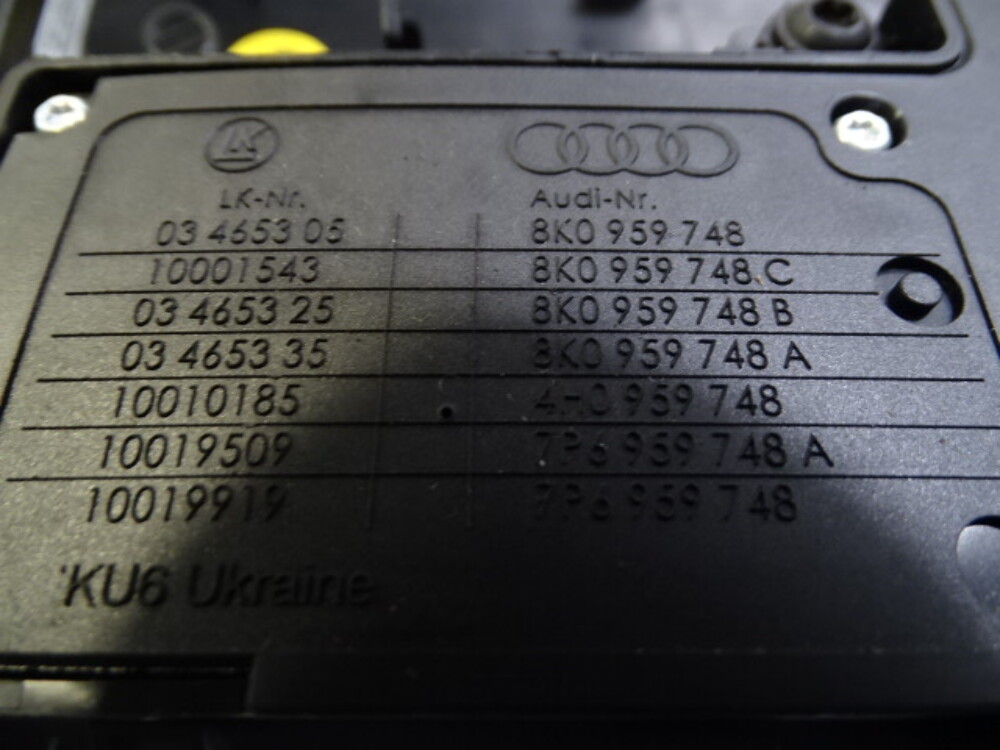 LK
LK-Nr. Audi-Nr.
03 4653 05 8K0 959 748
10001543 8K0 959 748 C
03 4653 25 8K0 959 748 B
03 4653 35 8K0 959 748 A
10010185 4H0 959 748
10019509 7P6 959 748 A
10019919 7P6 959 748
KU6 Ukraine